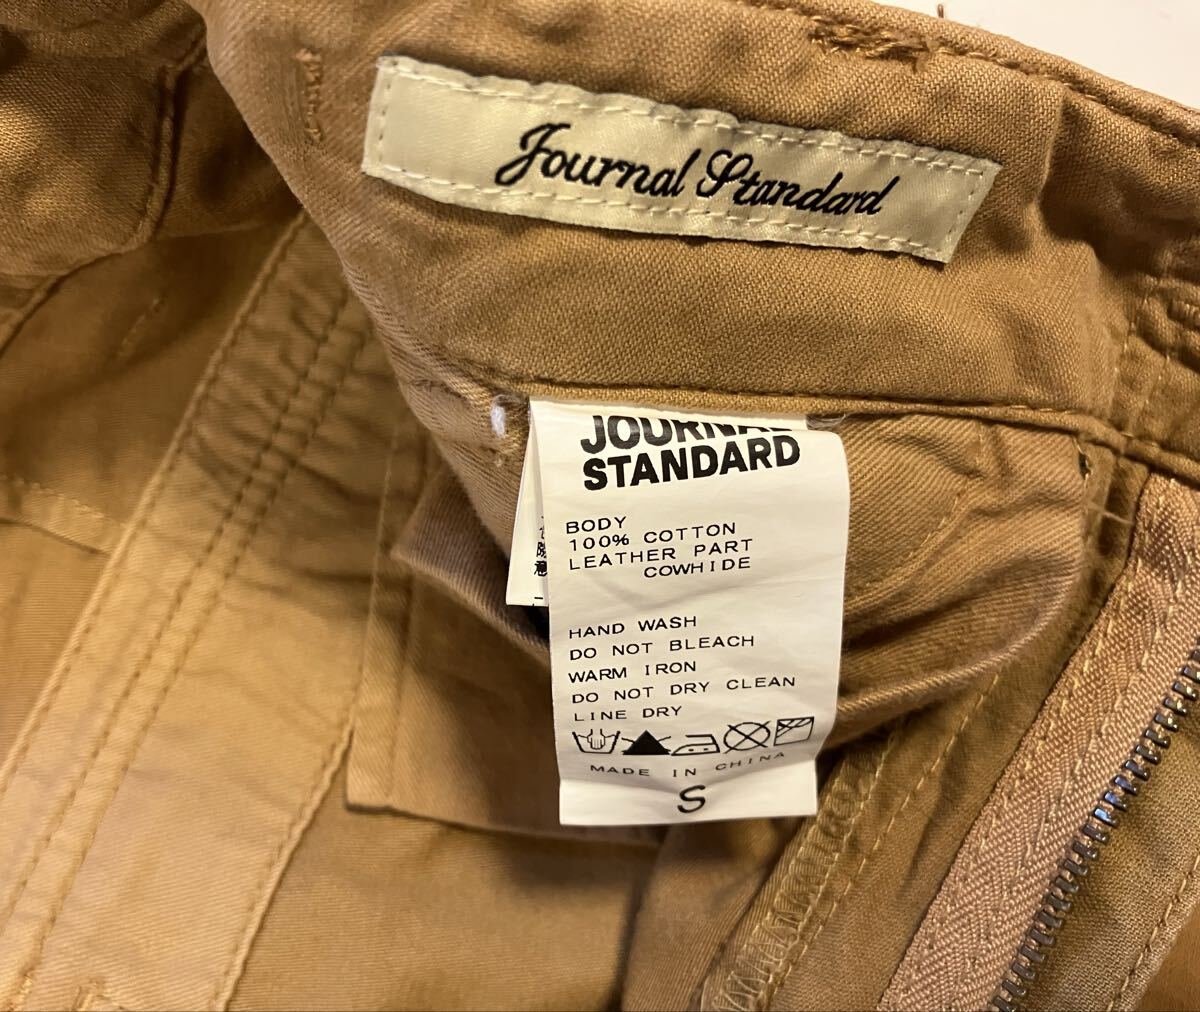 Journal Standard
JOURNAL
STANDARD
BODY
100% COTTON
LEATHER PART
COWHIDE
HAND WASH
DO NOT BLEACH
WARM IRON
DO NOT DRY CLEAN
LINE DRY
MADE IN CHINA
S